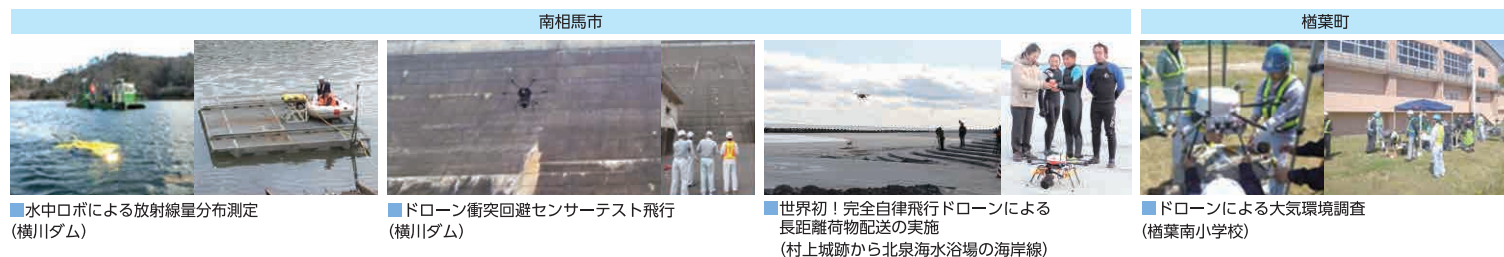 南相馬市
楢葉町
■水中ロボによる放射線量分布測定
(横川ダム)
■ドローン衝突回避センサーテスト飛行
(横川ダム)
■世界初！完全自律飛行ドローンによる
長距離荷物配送の実施
(村上城跡から北泉海水浴場の海岸線)
■ドローンによる大気環境調査
(楢葉南小学校)